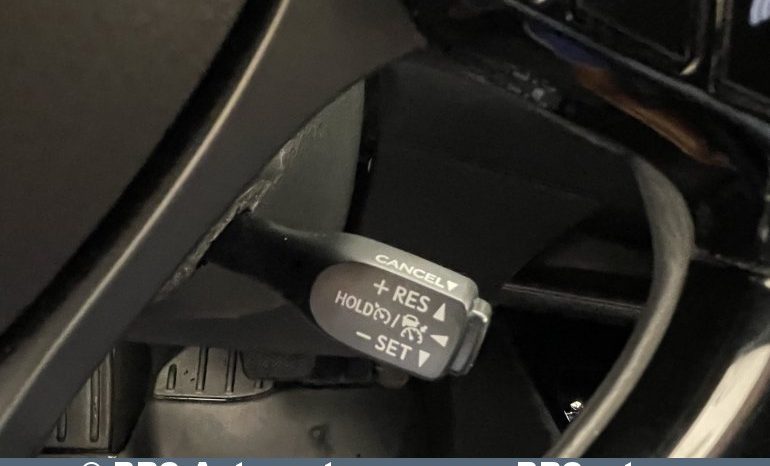 CANCEL▼
+ RES ▲
HOLD / ◀
− SET ▼